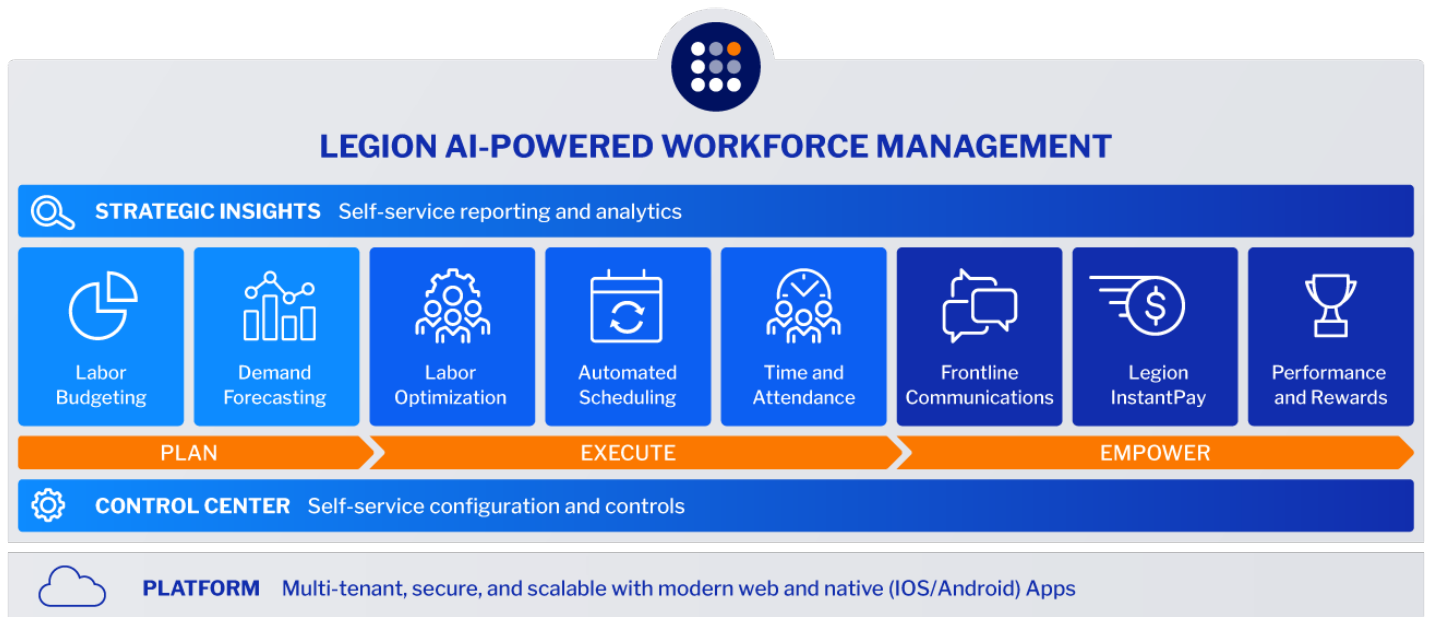 LEGION AI-POWERED WORKFORCE MANAGEMENT
STRATEGIC INSIGHTS Self-service reporting and analytics
Labor
Budgeting
Demand
Forecasting
Labor
Optimization
Automated
Scheduling
Time and
Attendance
Frontline
Communications
$
Legion
InstantPay
Performance
and Rewards
PLAN
EXECUTE
EMPOWER
CONTROL CENTER Self-service configuration and controls
PLATFORM Multi-tenant, secure, and scalable with modern web and native (IOS/Android) Apps